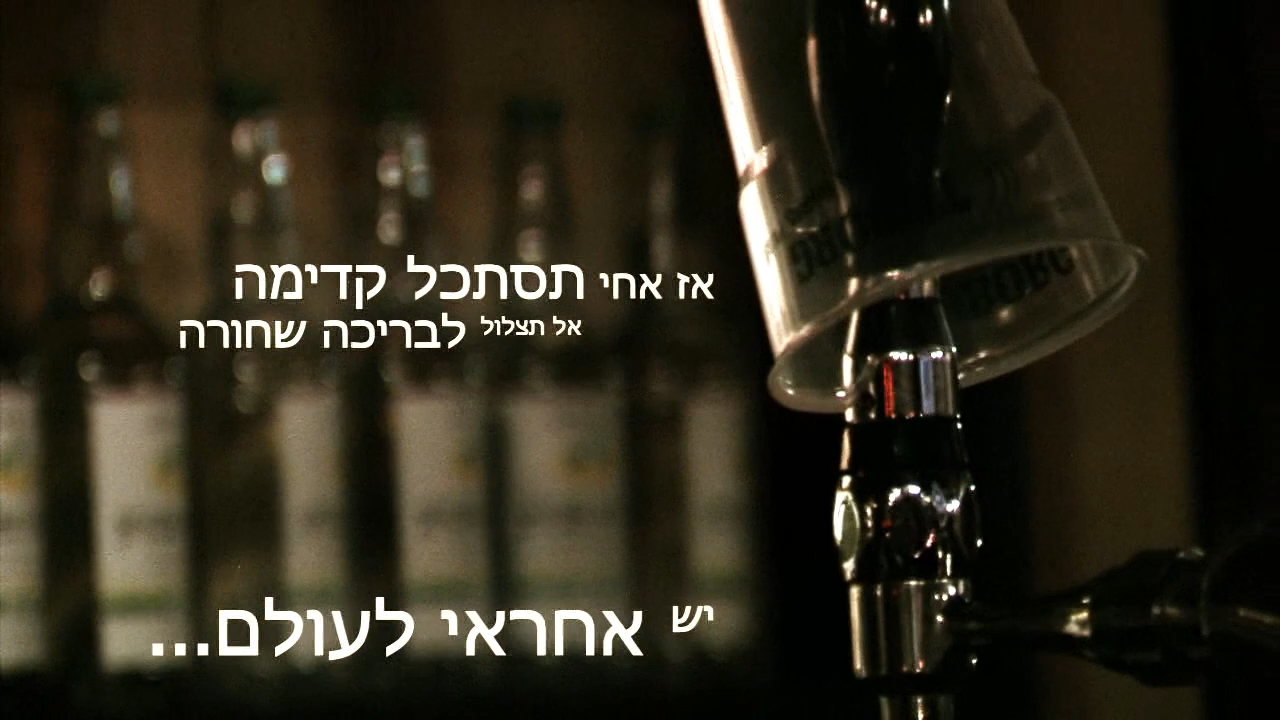 אז אחי תסתכל קדימה
אל תצלול לבריכה שחורה
יש אחראי לעולם...